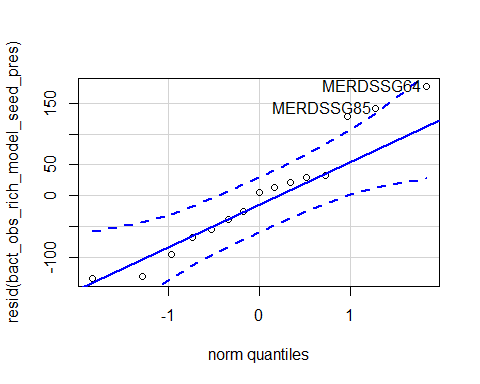 resid(bact_obs_rich_model_seed_pres)
150
50
0
-100
MERDSSG64
MERDSSG85
-1
0
1
norm quantiles